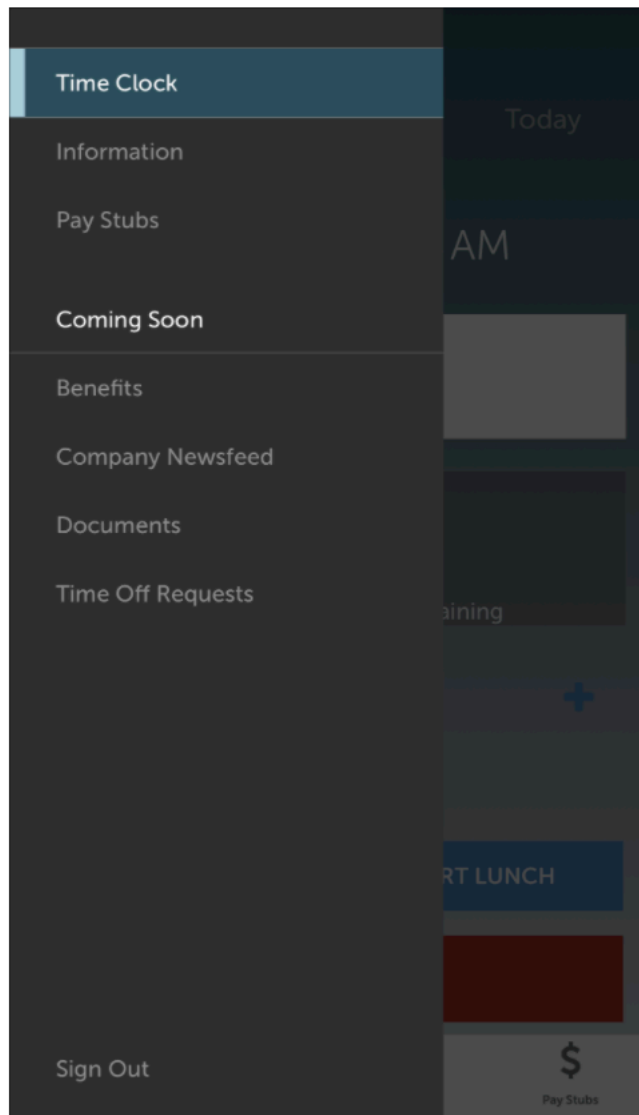 Time Clock
Today
Information
Pay Stubs
AM
Coming Soon
Benefits
Company Newsfeed
Documents
Time Off Requests
aining
RT LUNCH
Sign Out
$
Pay Stubs